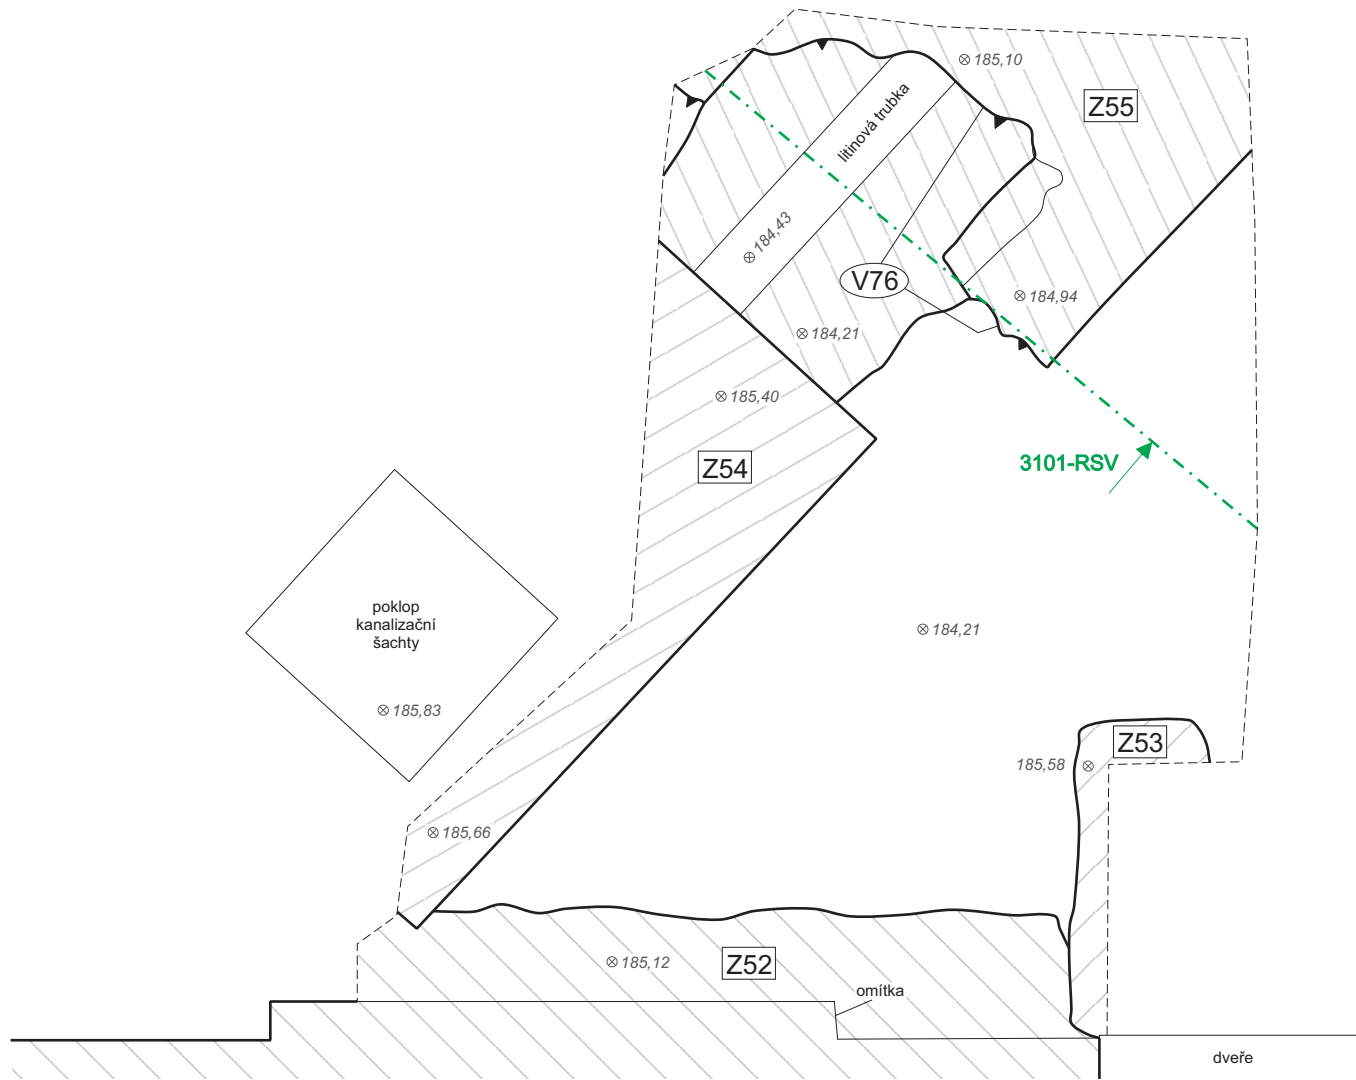 185,10
Z55
litinová trubka
184,43
V76
184,94
184,21
185,40
3101-RSV
Z54
poklop
kanalizační
šachty
184,21
185,83
Z53
185,58
185,66
185,12
Z52
omítka
dveře